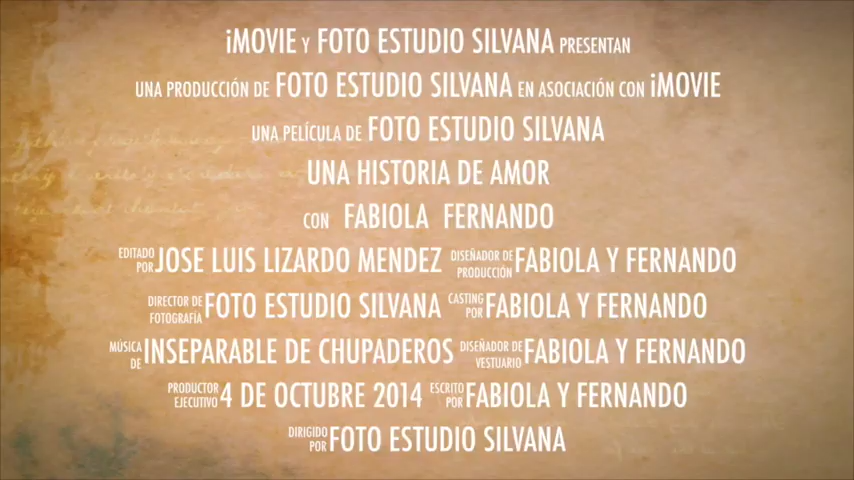 iMOVIE Y FOTO ESTUDIO SILVANA PRESENTAN
UNA PRODUCCIÓN DE FOTO ESTUDIO SILVANA EN ASOCIACIÓN CON iMOVIE
UNA PELÍCULA DE FOTO ESTUDIO SILVANA
UNA HISTORIA DE AMOR
CON FABIOLA FERNANDO
EDITADO POR JOSE LUIS LIZARDO MENDEZ DISEÑADOR DE PRODUCCIÓN FABIOLA Y FERNANDO
DIRECTOR DE FOTOGRAFÍA FOTO ESTUDIO SILVANA CASTING POR FABIOLA Y FERNANDO
MÚSICA DE INSEPARABLE DE CHUPADEROS DISEÑADOR DE VESTUARIO FABIOLA Y FERNANDO
PRODUCTOR EJECUTIVO 4 DE OCTUBRE 2014 ESCRITO POR FABIOLA Y FERNANDO
DIRIGIDO POR FOTO ESTUDIO SILVANA